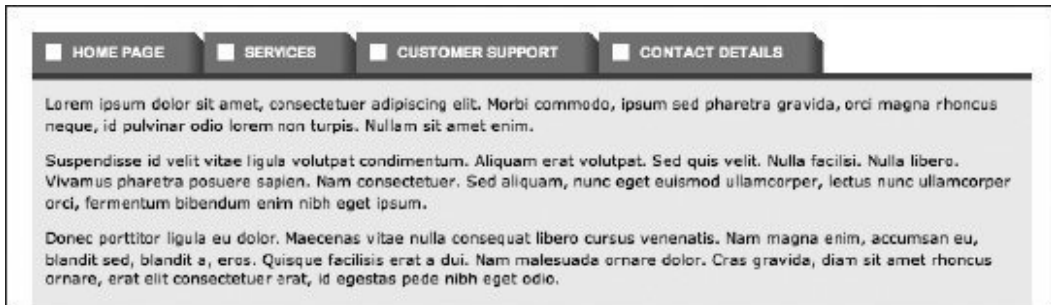 HOME PAGE SERVICES CUSTOMER SUPPORT CONTACT DETAILS
Lorem ipsum dolor sit amet, consectetuer adipiscing elit. Morbi commodo, ipsum sed pharetra gravida, orci magna rhoncus
neque, id pulvinar odio lorem non turpis. Nullam sit amet enim.
Suspendisse id velit vitae ligula volutpat condimentum. Aliquam erat volutpat. Sed quis velit. Nulla facilisi. Nulla libero.
Vivamus pharetra posuere sapien. Nam consectetuer. Sed aliquam, nunc eget euismod ullamcorper, lectus nunc ullamcorper
orci, fermentum bibendum enim nibh eget ipsum.
Donec porttitor ligula eu dolor. Maecenas vitae nulla consequat libero cursus venenatis. Nam magna enim, accumsan eu,
blandit sed, blandit a, eros. Quisque facilisis erat a dui. Nam malesuada ornare dolor. Cras gravida, diam sit amet rhoncus
ornare, erat elit consectetuer erat, id egestas pede nibh eget odio.